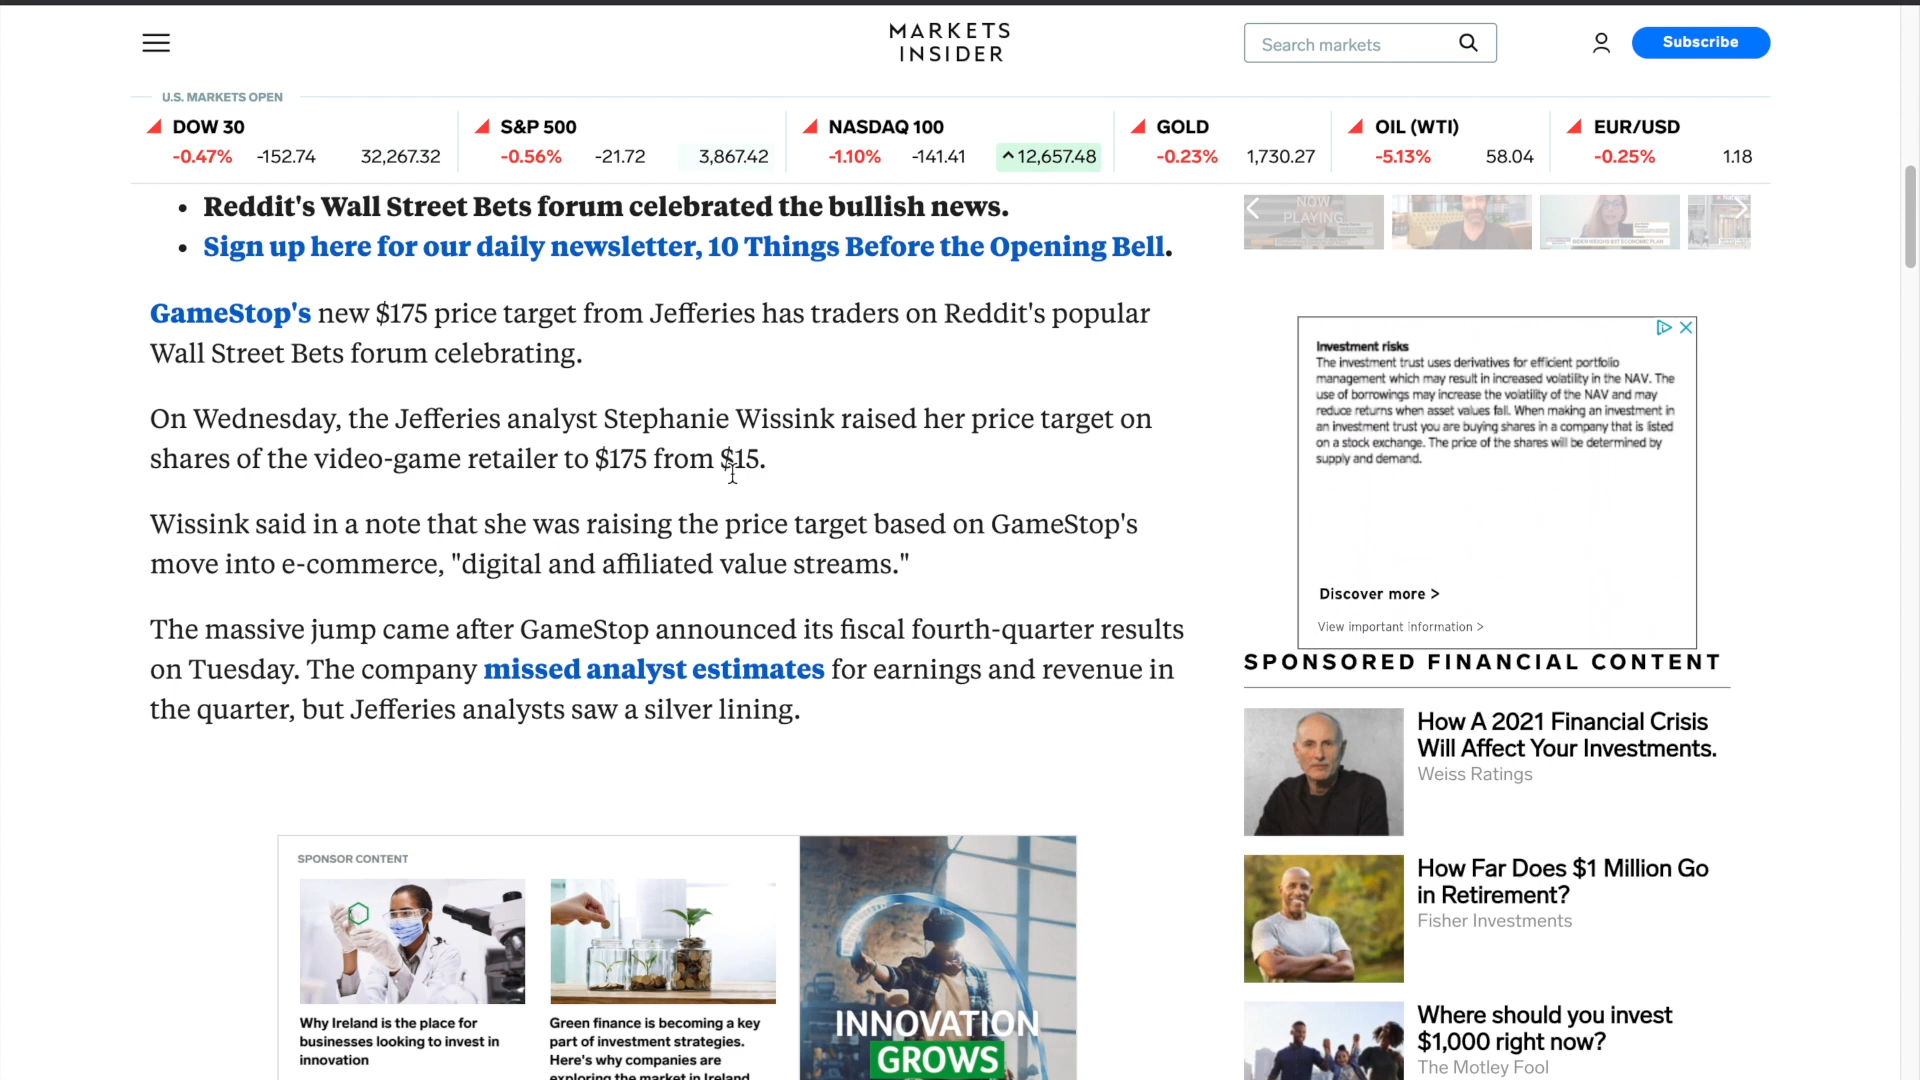 MARKETS
INSIDER
Search markets
Subscribe
U.S. MARKETS OPEN
DOW 30
-0.47% -152.74 32,267.32
S&P 500
-0.56% -21.72 3,867.42
NASDAQ 100
-1.10% -141.41 12,657.48
GOLD
-0.23% 1,730.27
OIL (WTI)
-5.13% 58.04
EUR/USD
-0.25% 1.18
• Reddit's Wall Street Bets forum celebrated the bullish news.
• Sign up here for our daily newsletter, 10 Things Before the Opening Bell.
GameStop's new $175 price target from Jefferies has traders on Reddit's popular
Wall Street Bets forum celebrating.
On Wednesday, the Jefferies analyst Stephanie Wissink raised her price target on
shares of the video-game retailer to $175 from $15.
Wissink said in a note that she was raising the price target based on GameStop's
move into e-commerce, "digital and affiliated value streams."
The massive jump came after GameStop announced its fiscal fourth-quarter results
on Tuesday. The company missed analyst estimates for earnings and revenue in
the quarter, but Jefferies analysts saw a silver lining.
SPONSOR CONTENT
Why Ireland is the place for
businesses looking to invest in
innovation
Green finance is becoming a key
part of investment strategies.
Here's why companies are
exploring the market in Ireland
INNOVATION
GROWS
NOW
PLAYING
Investment risks
The investment trust uses derivatives for efficient portfolio
management which may result in increased volatility in the NAV. The
use of borrowings may increase the volatility of the NAV and may
reduce returns when asset values fall. When making an investment in
an investment trust you are buying shares in a company that is listed
on a stock exchange. The price of the shares will be determined by
supply and demand.
Discover more >
View important information >
SPONSORED FINANCIAL CONTENT
How A 2021 Financial Crisis
Will Affect Your Investments.
Weiss Ratings
How Far Does $1 Million Go
in Retirement?
Fisher Investments
Where should you invest
$1,000 right now?
The Motley Fool